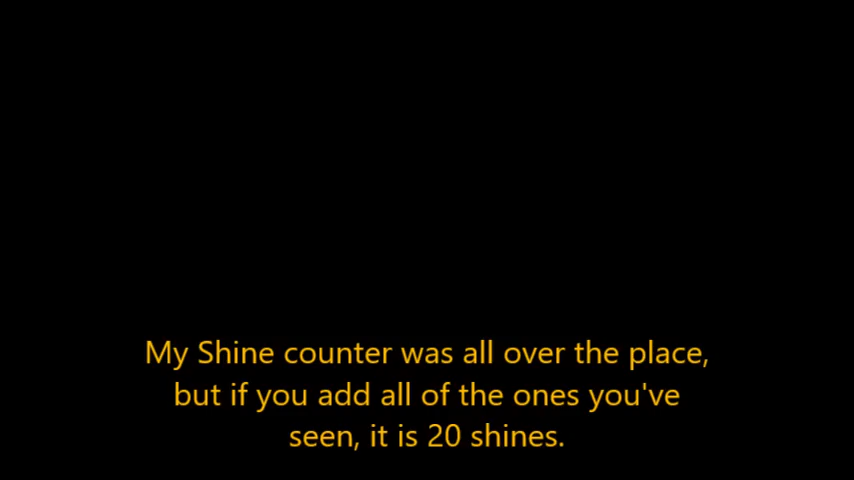 My Shine counter was all over the place,
but if you add all of the ones you've
seen, it is 20 shines.